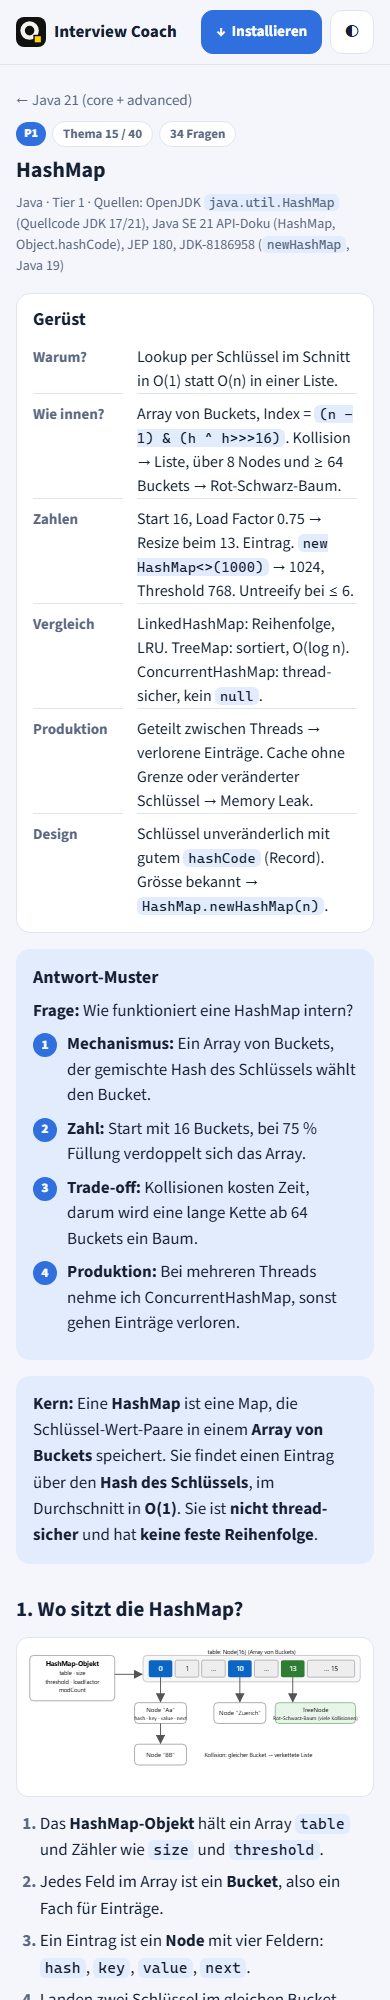 Interview Coach
↓ Installieren
← Java 21 (core + advanced)
P1 Thema 15 / 40 34 Fragen
HashMap
Java · Tier 1 · Quellen: OpenJDK java.util.HashMap
(Quellcode JDK 17/21), Java SE 21 API-Doku (HashMap,
Object.hashCode), JEP 180, JDK-8186958 ( newHashMap ,
Java 19)
Gerüst
Warum? Lookup per Schlüssel im Schnitt
in O(1) statt O(n) in einer Liste.
Wie innen? Array von Buckets, Index = (n −
1) & (h ^ h>>>16) . Kollision
→ Liste, über 8 Nodes und ≥ 64
Buckets → Rot-Schwarz-Baum.
Zahlen Start 16, Load Factor 0.75 →
Resize beim 13. Eintrag. new
HashMap<>(1000) → 1024,
Threshold 768. Untreeify bei ≤ 6.
Vergleich LinkedHashMap: Reihenfolge,
LRU. TreeMap: sortiert, O(log n).
ConcurrentHashMap: thread-
sicher, kein null .
Produktion Geteilt zwischen Threads →
verlorene Einträge. Cache ohne
Grenze oder veränderter
Schlüssel → Memory Leak.
Design Schlüssel unveränderlich mit
gutem hashCode (Record).
Grösse bekannt →
HashMap.newHashMap(n) .
Antwort-Muster
Frage: Wie funktioniert eine HashMap intern?
1 Mechanismus: Ein Array von Buckets,
der gemischte Hash des Schlüssels wählt
den Bucket.
2 Zahl: Start mit 16 Buckets, bei 75 %
Füllung verdoppelt sich das Array.
3 Trade-off: Kollisionen kosten Zeit,
darum wird eine lange Kette ab 64
Buckets ein Baum.
4 Produktion: Bei mehreren Threads
nehme ich ConcurrentHashMap, sonst
gehen Einträge verloren.
Kern: Eine HashMap ist eine Map, die
Schlüssel-Wert-Paare in einem Array von
Buckets speichert. Sie findet einen Eintrag
über den Hash des Schlüssels, im
Durchschnitt in O(1). Sie ist nicht thread-
sicher und hat keine feste Reihenfolge.
1. Wo sitzt die HashMap?
table: Node[16] (Array von Buckets)
HashMap-Objekt
table · size
threshold · loadFactor
modCount
0 1 ... 10 ... 13 ... 15
Node "Aa"
hash · key · value · next
Node "Zuerich"
TreeNode
Rot-Schwarz-Baum (viele Kollisionen)
Node "BB"
Kollision: gleicher Bucket → verkettete Liste
1. Das HashMap-Objekt hält ein Array table
und Zähler wie size und threshold .
2. Jedes Feld im Array ist ein Bucket, also ein
Fach für Einträge.
3. Ein Eintrag ist ein Node mit vier Feldern:
hash , key , value , next .
4. Landen zwei Schlüssel im gleichen Bucket,